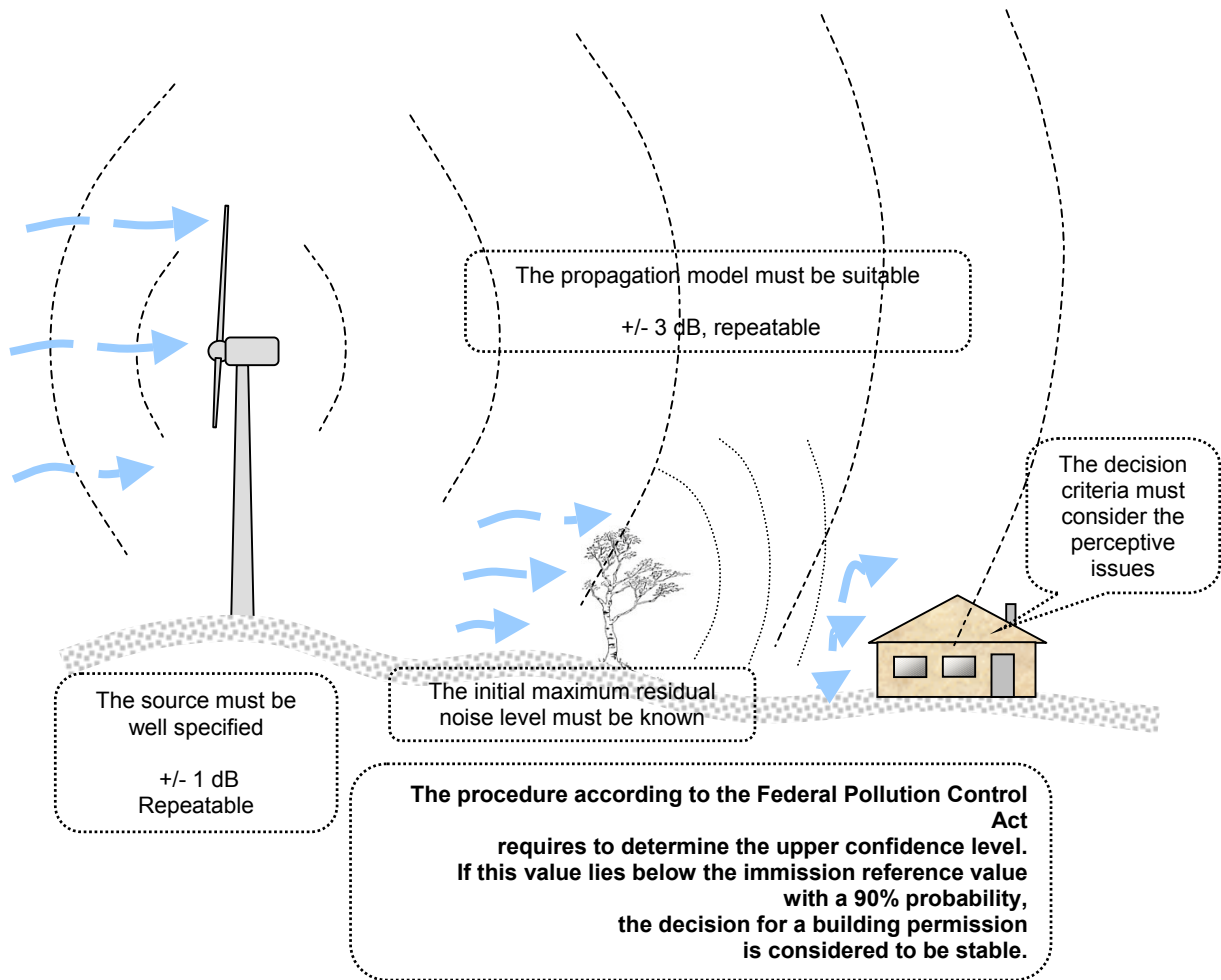 The propagation model must be suitable
+/- 3 dB, repeatable
The decision
criteria must
consider the
perceptive
issues
The source must be
well specified
+/- 1 dB
Repeatable
The initial maximum residual
noise level must be known
The procedure according to the Federal Pollution Control
Act
requires to determine the upper confidence level.
If this value lies below the immission reference value
with a 90% probability,
the decision for a building permission
is considered to be stable.